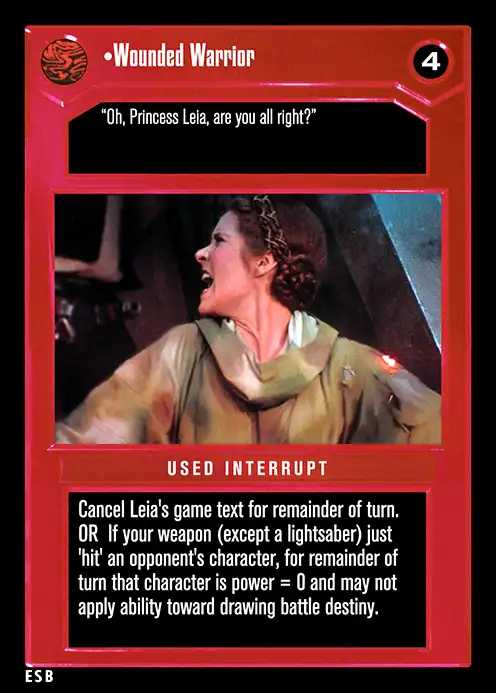 •Wounded Warrior
4
“Oh, Princess Leia, are you all right?”
USED INTERRUPT
Cancel Leia's game text for remainder of turn.
OR If your weapon (except a lightsaber) just
'hit' an opponent's character, for remainder of
turn that character is power = 0 and may not
apply ability toward drawing battle destiny.
ESB